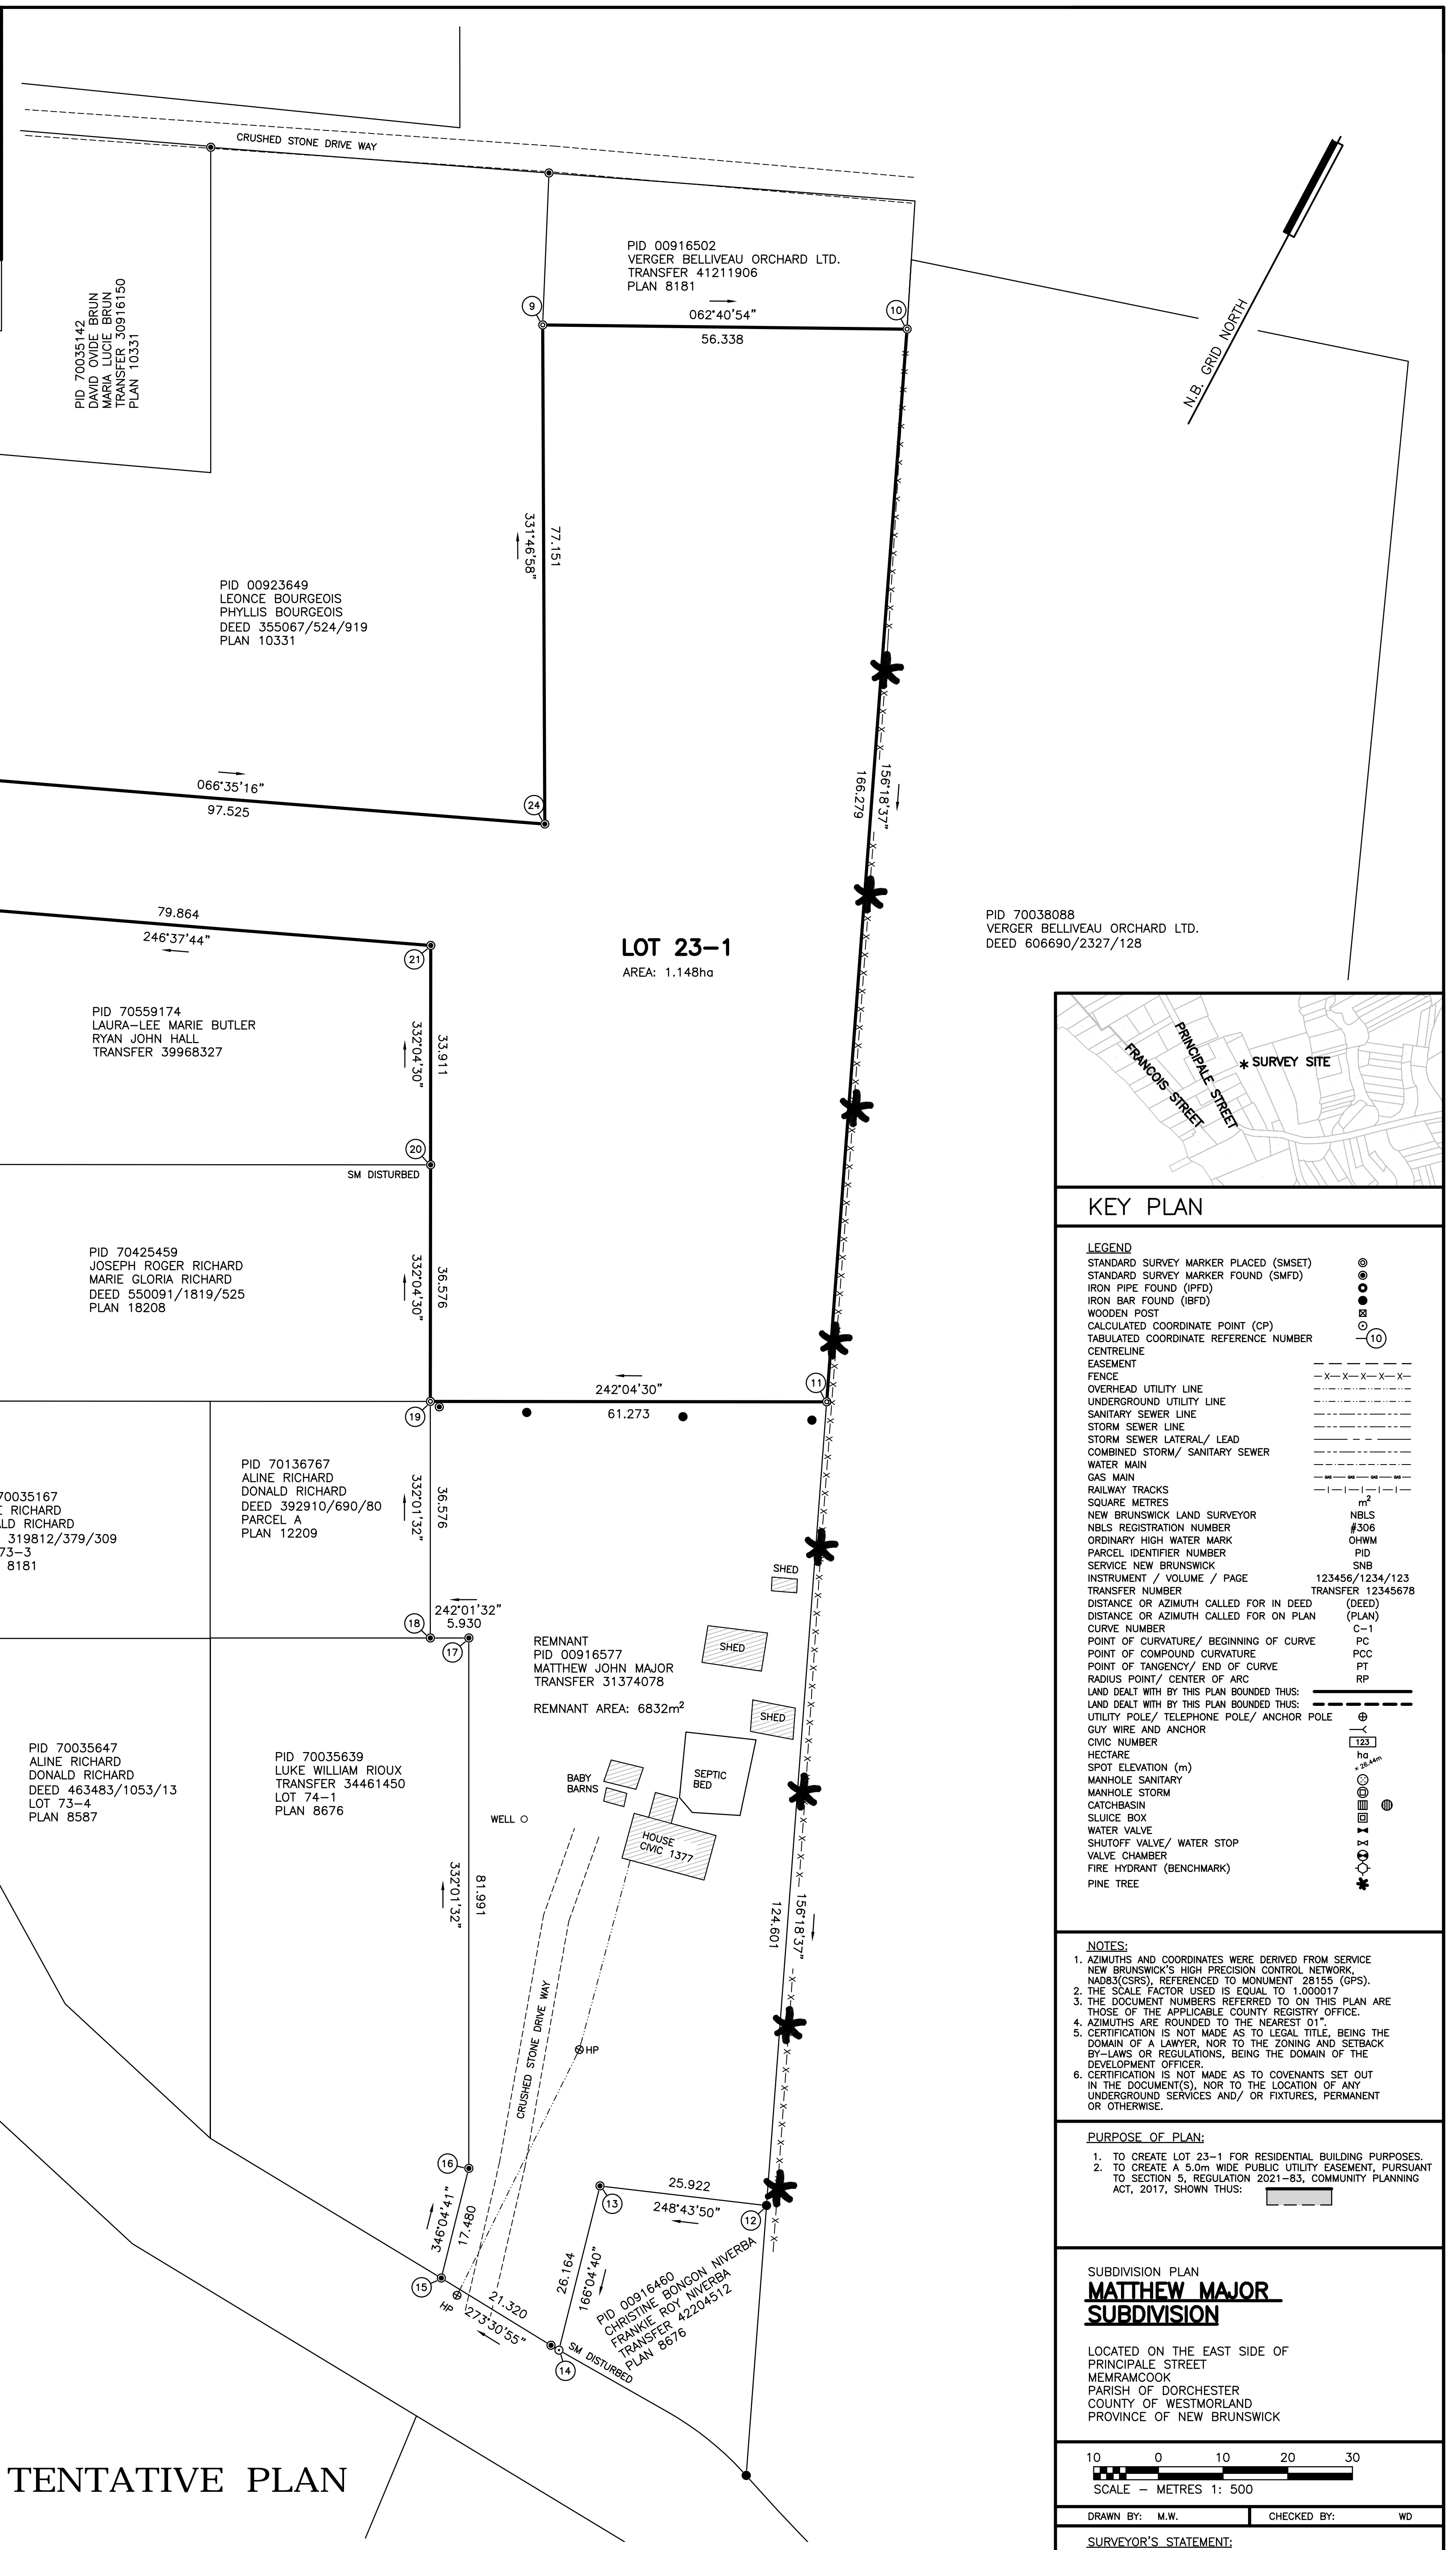 CRUSHED STONE DRIVE WAY
PID 70035142
DAVID OVIDE BRUN
MARIA LUCIE BRUN
TRANSFER 30916150
PLAN 10331
PID 00916502
VERGER BELLIVEAU ORCHARD LTD.
TRANSFER 41211906
PLAN 8181
9
062°40'54"
56.338
10
N.B. GRID NORTH
331°46'58"
77.151
PID 00923649
LEONCE BOURGEOIS
PHYLLIS BOURGEOIS
DEED 355067/524/919
PLAN 10331
066°35'16"
97.525
24
166.279
156°18'37"
79.864
246°37'44"
21
LOT 23-1
AREA: 1.148ha
PID 70038088
VERGER BELLIVEAU ORCHARD LTD.
DEED 606690/2327/128
PID 70559174
LAURA-LEE MARIE BUTLER
RYAN JOHN HALL
TRANSFER 39968327
332°04'30"
33.911
20
SM DISTURBED
PID 70425459
JOSEPH ROGER RICHARD
MARIE GLORIA RICHARD
DEED 550091/1819/525
PLAN 18208
332°04'30"
36.576
11
242°04'30"
61.273
19
PID 70136767
ALINE RICHARD
DONALD RICHARD
DEED 392910/690/80
PARCEL A
PLAN 12209
332°01'32"
36.576
70035167
E RICHARD
ALD RICHARD
319812/379/309
73-3
8181
SHED
242°01'32"
5.930
18
17
REMNANT
PID 00916577
MATTHEW JOHN MAJOR
TRANSFER 31374078
REMNANT AREA: 6832m²
SHED
SHED
PID 70035647
ALINE RICHARD
DONALD RICHARD
DEED 463483/1053/13
LOT 73-4
PLAN 8587
PID 70035639
LUKE WILLIAM RIOUX
TRANSFER 34461450
LOT 74-1
PLAN 8676
BABY
BARNS
SEPTIC
BED
WELL
HOUSE
CIVIC 1377
332°01'32"
81.991
124.601
156°18'37"
CRUSHED STONE DRIVE WAY
HP
16
346°04'41"
17.480
13
25.922
248°43'50"
12
26.164
166°04'40"
15
HP
21.320
273°30'55"
14
SM DISTURBED
PID 00916460
CHRISTINE BONGON NIVERBA
FRANKIE ROY NIVERBA
TRANSFER 42204512
PLAN 8676
TENTATIVE PLAN
FRANCOIS STREET
PRINCIPALE STREET
SURVEY SITE
KEY PLAN
LEGEND
STANDARD SURVEY MARKER PLACED (SMSET)
STANDARD SURVEY MARKER FOUND (SMFD)
IRON PIPE FOUND (IPFD)
IRON BAR FOUND (IBFD)
WOODEN POST
CALCULATED COORDINATE POINT (CP)
TABULATED COORDINATE REFERENCE NUMBER 10
CENTRELINE
EASEMENT
FENCE
OVERHEAD UTILITY LINE
UNDERGROUND UTILITY LINE
SANITARY SEWER LINE
STORM SEWER LINE
STORM SEWER LATERAL/ LEAD
COMBINED STORM/ SANITARY SEWER
WATER MAIN
GAS MAIN GAS GAS GAS GAS
RAILWAY TRACKS
SQUARE METRES m²
NEW BRUNSWICK LAND SURVEYOR NBLS
NBLS REGISTRATION NUMBER #306
ORDINARY HIGH WATER MARK OHWM
PARCEL IDENTIFIER NUMBER PID
SERVICE NEW BRUNSWICK SNB
INSTRUMENT / VOLUME / PAGE 123456/1234/123
TRANSFER NUMBER TRANSFER 12345678
DISTANCE OR AZIMUTH CALLED FOR IN DEED (DEED)
DISTANCE OR AZIMUTH CALLED FOR ON PLAN (PLAN)
CURVE NUMBER C-1
POINT OF CURVATURE/ BEGINNING OF CURVE PC
POINT OF COMPOUND CURVATURE PCC
POINT OF TANGENCY/ END OF CURVE PT
RADIUS POINT/ CENTER OF ARC RP
LAND DEALT WITH BY THIS PLAN BOUNDED THUS:
LAND DEALT WITH BY THIS PLAN BOUNDED THUS:
UTILITY POLE/ TELEPHONE POLE/ ANCHOR POLE
GUY WIRE AND ANCHOR
CIVIC NUMBER 123
HECTARE ha
SPOT ELEVATION (m) x 26.44m
MANHOLE SANITARY
MANHOLE STORM
CATCHBASIN
SLUICE BOX
WATER VALVE
SHUTOFF VALVE/ WATER STOP
VALVE CHAMBER
FIRE HYDRANT (BENCHMARK)
PINE TREE
NOTES:
1. AZIMUTHS AND COORDINATES WERE DERIVED FROM SERVICE
NEW BRUNSWICK'S HIGH PRECISION CONTROL NETWORK,
NAD83(CSRS), REFERENCED TO MONUMENT 28155 (GPS).
2. THE SCALE FACTOR USED IS EQUAL TO 1.000017
3. THE DOCUMENT NUMBERS REFERRED TO ON THIS PLAN ARE
THOSE OF THE APPLICABLE COUNTY REGISTRY OFFICE.
4. AZIMUTHS ARE ROUNDED TO THE NEAREST 01".
5. CERTIFICATION IS NOT MADE AS TO LEGAL TITLE, BEING THE
DOMAIN OF A LAWYER, NOR TO THE ZONING AND SETBACK
BY-LAWS OR REGULATIONS, BEING THE DOMAIN OF THE
DEVELOPMENT OFFICER.
6. CERTIFICATION IS NOT MADE AS TO COVENANTS SET OUT
IN THE DOCUMENT(S), NOR TO THE LOCATION OF ANY
UNDERGROUND SERVICES AND/ OR FIXTURES, PERMANENT
OR OTHERWISE.
PURPOSE OF PLAN:
1. TO CREATE LOT 23-1 FOR RESIDENTIAL BUILDING PURPOSES.
2. TO CREATE A 5.0m WIDE PUBLIC UTILITY EASEMENT, PURSUANT
TO SECTION 5, REGULATION 2021-83, COMMUNITY PLANNING
ACT, 2017, SHOWN THUS:
SUBDIVISION PLAN
MATTHEW MAJOR
SUBDIVISION
LOCATED ON THE EAST SIDE OF
PRINCIPALE STREET
MEMRAMCOOK
PARISH OF DORCHESTER
COUNTY OF WESTMORLAND
PROVINCE OF NEW BRUNSWICK
10 0 10 20 30
SCALE - METRES 1: 500
DRAWN BY: M.W. CHECKED BY: WD
SURVEYOR'S STATEMENT: